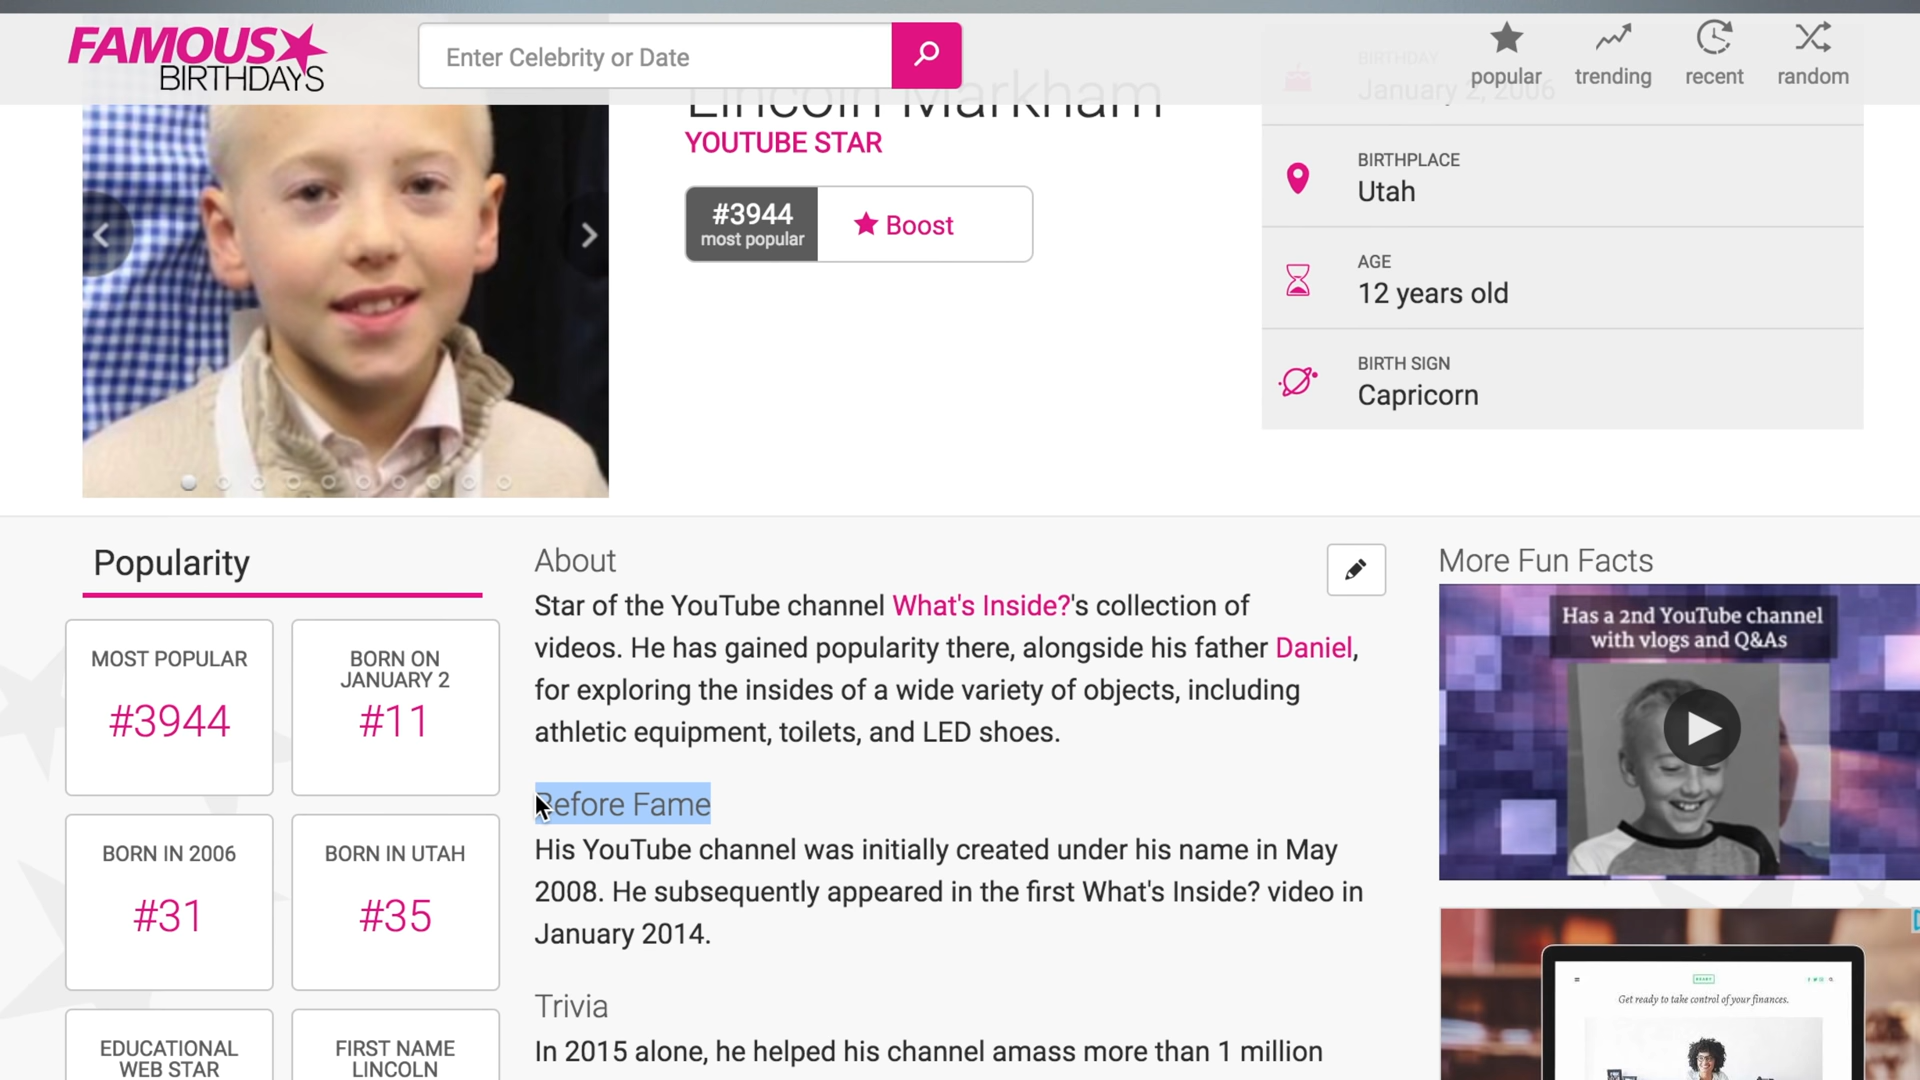 FAMOUS
BIRTHDAYS
Enter Celebrity or Date
popular
trending
recent
random
Lincoln Markham
YOUTUBE STAR
#3944
most popular
Boost
BIRTHDAY
January 2, 2006
BIRTHPLACE
Utah
AGE
12 years old
BIRTH SIGN
Capricorn
Popularity
MOST POPULAR
#3944
BORN ON
JANUARY 2
#11
BORN IN 2006
#31
BORN IN UTAH
#35
EDUCATIONAL
WEB STAR
FIRST NAME
LINCOLN
About
Star of the YouTube channel What's Inside?'s collection of
videos. He has gained popularity there, alongside his father Daniel,
for exploring the insides of a wide variety of objects, including
athletic equipment, toilets, and LED shoes.
Before Fame
His YouTube channel was initially created under his name in May
2008. He subsequently appeared in the first What's Inside? video in
January 2014.
Trivia
In 2015 alone, he helped his channel amass more than 1 million
More Fun Facts
Has a 2nd YouTube channel
with vlogs and Q&As
Get ready to take control of your finances.